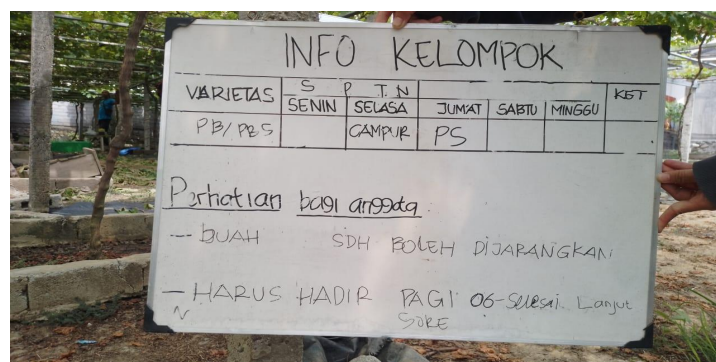 INFO KELOMPOK
S P T N
VARIETAS SENIN SELASA JUMAT SABTU MINGGU KET
PB/PBS CAMPUR PS
Perhatian bagi anggota
- BUAH SDH BOLEH DIJARANGKAN
- HARUS HADIR PAGI 06-Selesai Lanjut
SORE